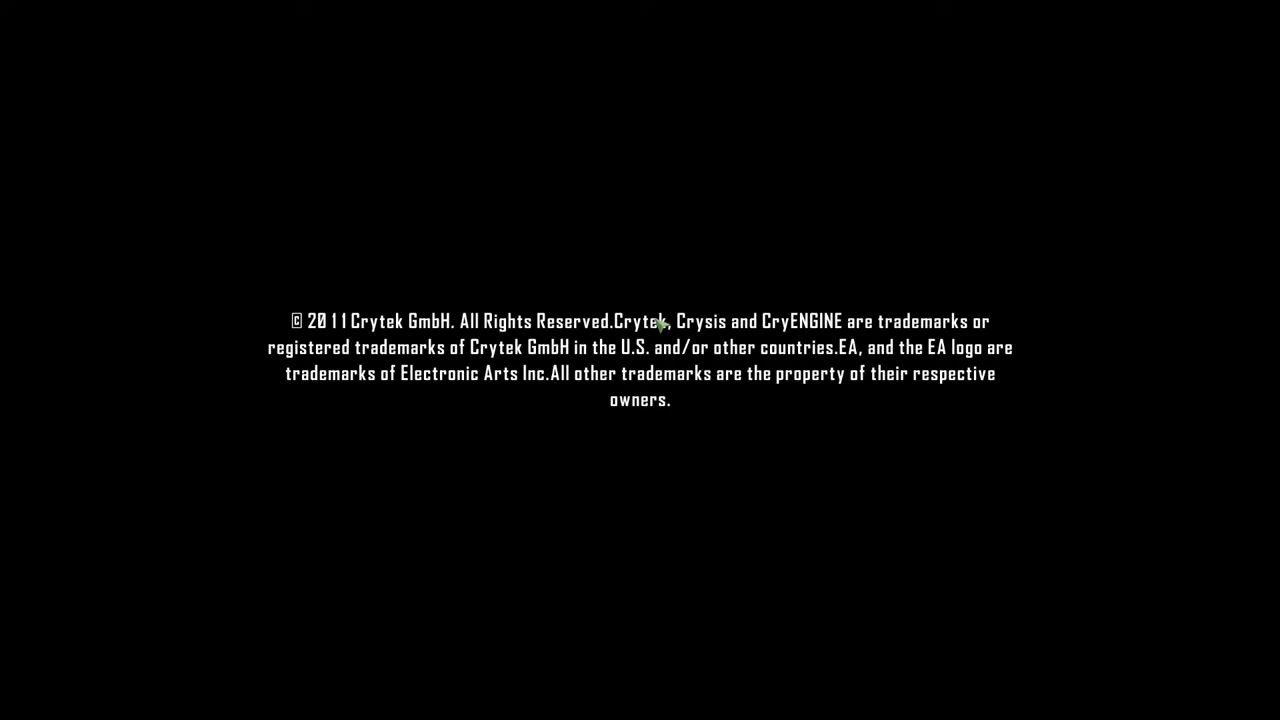 © 2011 Crytek GmbH. All Rights Reserved.Crytek, Crysis and CryENGINE are trademarks or
registered trademarks of Crytek GmbH in the U.S. and/or other countries.EA, and the EA logo are
trademarks of Electronic Arts Inc.All other trademarks are the property of their respective
owners.